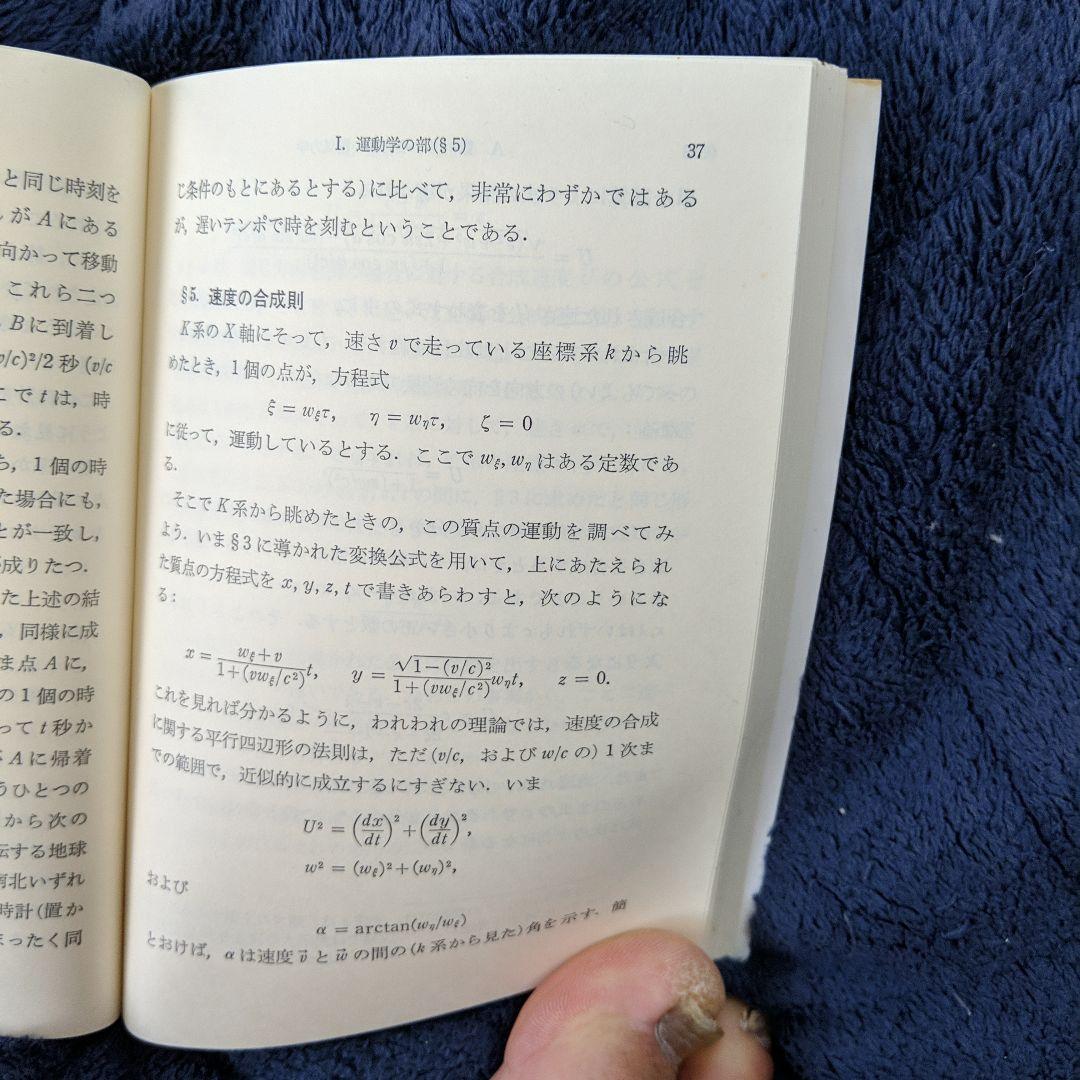 と同じ時刻を
がAにある
向かって移動
これら二つ
Bに到着し
v/c)²/2秒(v/c
こでtは，時
る．
ち，1個の時
た場合にも，
とが一致し，
が成りたつ．
た上述の結
，同様に成
ま点Aに，
の1個の時
ってt秒か
がAに帰着
うひとつの
から次の
転する地球
南北いずれ
時計(置か
まったく同
I. 運動学の部(§5) 37
じ条件のもとにあるとする)に比べて，非常にわずかではある
が，遅いテンポで時を刻むということである．
§5. 速度の合成則
K系のX軸にそって，速さvで走っている座標系kから眺
めたとき，1個の点が，方程式
ξ = w_ξτ, η = w_ητ, ζ = 0
に従って，運動しているとする．ここで w_ξ, w_η はある定数であ
る．
そこでK系から眺めたときの，この質点の運動を調べてみ
よう．いま§3に導かれた変換公式を用いて，上にあたえられ
た質点の方程式を x, y, z, t で書きあらわすと，次のようにな
る：
x = (w_ξ+v)/(1+(vw_ξ/c²)) t, y = √(1−(v/c)²)/(1+(vw_ξ/c²)) w_ηt, z = 0.
これを見れば分かるように，われわれの理論では，速度の合成
に関する平行四辺形の法則は，ただ(v/c, および w/c の) 1次ま
での範囲で，近似的に成立するにすぎない．いま
U² = (dx/dt)² + (dy/dt)²,
w² = (w_ξ)² + (w_η)²,
および
α = arctan(w_η/w_ξ)
とおけば，αは速度 v⃗ と w⃗ の間の(k系から見た)角を示す．簡